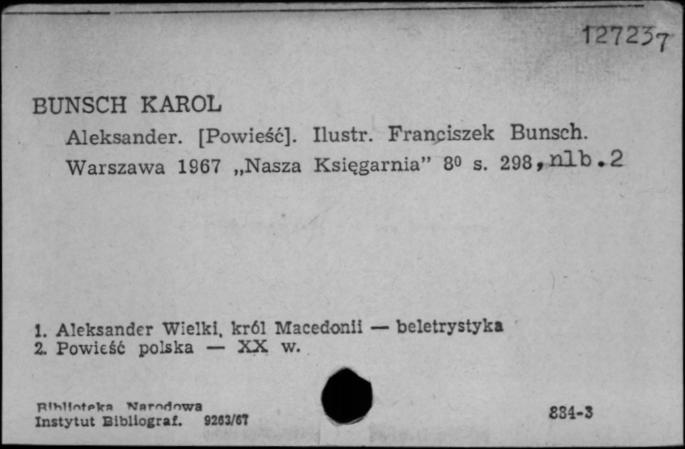 127237
BUNSCH KAROL
Aleksander. [Powieść]. Ilustr. Franciszek Bunsch.
Warszawa 1967 „Nasza Księgarnia” 8⁰ s. 298, nlb. 2
1. Aleksander Wielki, król Macedonii — beletrystyka
2. Powieść polska — XX w.
Biblioteka Narodowa
Instytut Bibliograf. 9263/67
884-3